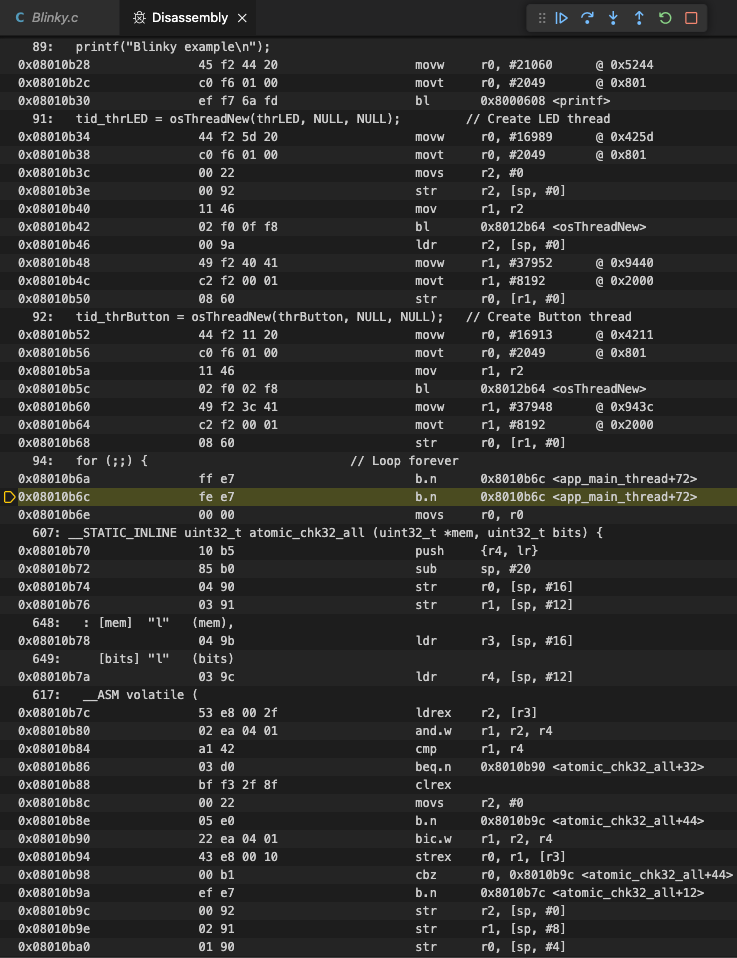 Blinky.c
Disassembly
89: printf("Blinky example\n");
0x08010b28 45 f2 44 20 movw r0, #21060 @ 0x5244
0x08010b2c c0 f6 01 00 movt r0, #2049 @ 0x801
0x08010b30 ef f7 6a fd bl 0x8000608 <printf>
91: tid_thrLED = osThreadNew(thrLED, NULL, NULL); // Create LED thread
0x08010b34 44 f2 5d 20 movw r0, #16989 @ 0x425d
0x08010b38 c0 f6 01 00 movt r0, #2049 @ 0x801
0x08010b3c 00 22 movs r2, #0
0x08010b3e 00 92 str r2, [sp, #0]
0x08010b40 11 46 mov r1, r2
0x08010b42 02 f0 0f f8 bl 0x8012b64 <osThreadNew>
0x08010b46 00 9a ldr r2, [sp, #0]
0x08010b48 49 f2 40 41 movw r1, #37952 @ 0x9440
0x08010b4c c2 f2 00 01 movt r1, #8192 @ 0x2000
0x08010b50 08 60 str r0, [r1, #0]
92: tid_thrButton = osThreadNew(thrButton, NULL, NULL); // Create Button thread
0x08010b52 44 f2 11 20 movw r0, #16913 @ 0x4211
0x08010b56 c0 f6 01 00 movt r0, #2049 @ 0x801
0x08010b5a 11 46 mov r1, r2
0x08010b5c 02 f0 02 f8 bl 0x8012b64 <osThreadNew>
0x08010b60 49 f2 3c 41 movw r1, #37948 @ 0x943c
0x08010b64 c2 f2 00 01 movt r1, #8192 @ 0x2000
0x08010b68 08 60 str r0, [r1, #0]
94: for (;;) { // Loop forever
0x08010b6a ff e7 b.n 0x8010b6c <app_main_thread+72>
0x08010b6c fe e7 b.n 0x8010b6c <app_main_thread+72>
0x08010b6e 00 00 movs r0, r0
607: __STATIC_INLINE uint32_t atomic_chk32_all (uint32_t *mem, uint32_t bits) {
0x08010b70 10 b5 push {r4, lr}
0x08010b72 85 b0 sub sp, #20
0x08010b74 04 90 str r0, [sp, #16]
0x08010b76 03 91 str r1, [sp, #12]
648: : [mem] "l" (mem),
0x08010b78 04 9b ldr r3, [sp, #16]
649: [bits] "l" (bits)
0x08010b7a 03 9c ldr r4, [sp, #12]
617: __ASM volatile (
0x08010b7c 53 e8 00 2f ldrex r2, [r3]
0x08010b80 02 ea 04 01 and.w r1, r2, r4
0x08010b84 a1 42 cmp r1, r4
0x08010b86 03 d0 beq.n 0x8010b90 <atomic_chk32_all+32>
0x08010b88 bf f3 2f 8f clrex
0x08010b8c 00 22 movs r2, #0
0x08010b8e 05 e0 b.n 0x8010b9c <atomic_chk32_all+44>
0x08010b90 22 ea 04 01 bic.w r1, r2, r4
0x08010b94 43 e8 00 10 strex r0, r1, [r3]
0x08010b98 00 b1 cbz r0, 0x8010b9c <atomic_chk32_all+44>
0x08010b9a ef e7 b.n 0x8010b7c <atomic_chk32_all+12>
0x08010b9c 00 92 str r2, [sp, #0]
0x08010b9e 02 91 str r1, [sp, #8]
0x08010ba0 01 90 str r0, [sp, #4]